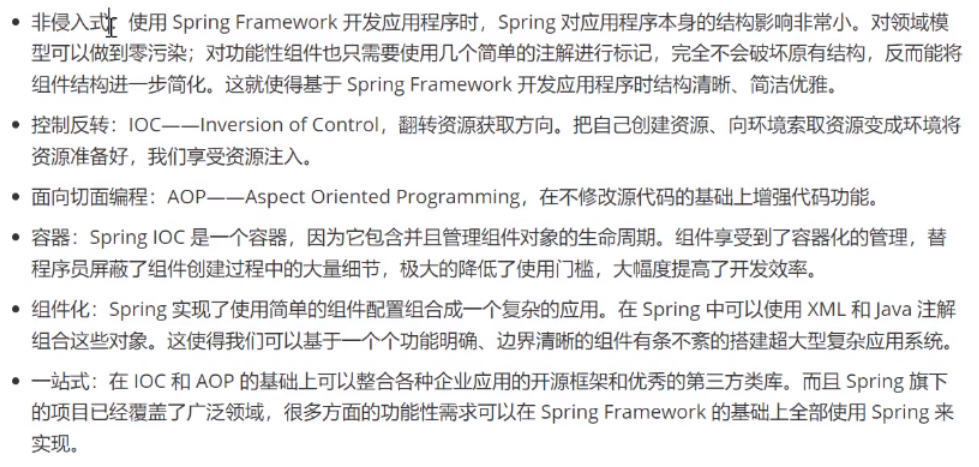 非侵入式：使用 Spring Framework 开发应用程序时，Spring 对应用程序本身的结构影响非常小。对领域模
型可以做到零污染；对功能性组件也只需要使用几个简单的注解进行标记，完全不会破坏原有结构，反而能将
组件结构进一步简化。这就使得基于 Spring Framework 开发应用程序时结构清晰、简洁优雅。
控制反转：IOC——Inversion of Control，翻转资源获取方向。把自己创建资源、向环境索取资源变成环境将
资源准备好，我们享受资源注入。
面向切面编程：AOP——Aspect Oriented Programming，在不修改源代码的基础上增强代码功能。
容器：Spring IOC 是一个容器，因为它包含并且管理组件对象的生命周期。组件享受到了容器化的管理，替
程序员屏蔽了组件创建过程中的大量细节，极大的降低了使用门槛，大幅度提高了开发效率。
组件化：Spring 实现了使用简单的组件配置组合成一个复杂的应用。在 Spring 中可以使用 XML 和 Java 注解
组合这些对象。这使得我们可以基于一个个功能明确、边界清晰的组件有条不紊的搭建超大型复杂应用系统。
一站式：在 IOC 和 AOP 的基础上可以整合各种企业应用的开源框架和优秀的第三方类库。而且 Spring 旗下
的项目已经覆盖了广泛领域，很多方面的功能性需求可以在 Spring Framework 的基础上全部使用 Spring 来
实现。